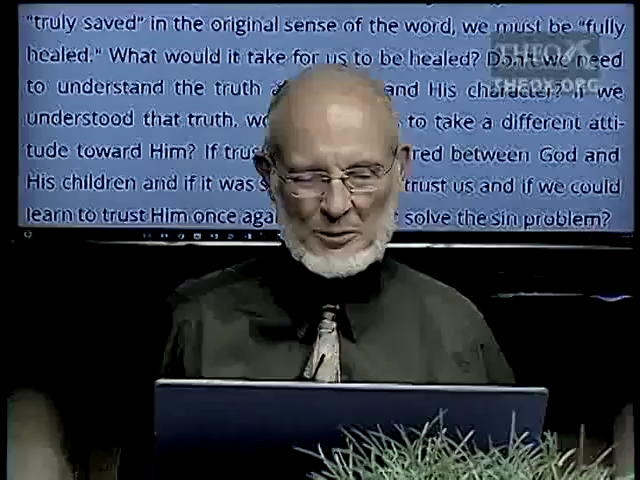 "truly saved" in the original sense of the word, we must be "fully
healed." What would it take for us to be healed? Don't we need
to understand the truth and His character? If we
understood that truth, to take a different atti-
tude toward Him? If between God and
His children and if it was trust us and if we could
learn to trust Him once solve the sin problem?
THEOX
THEOX.ORG